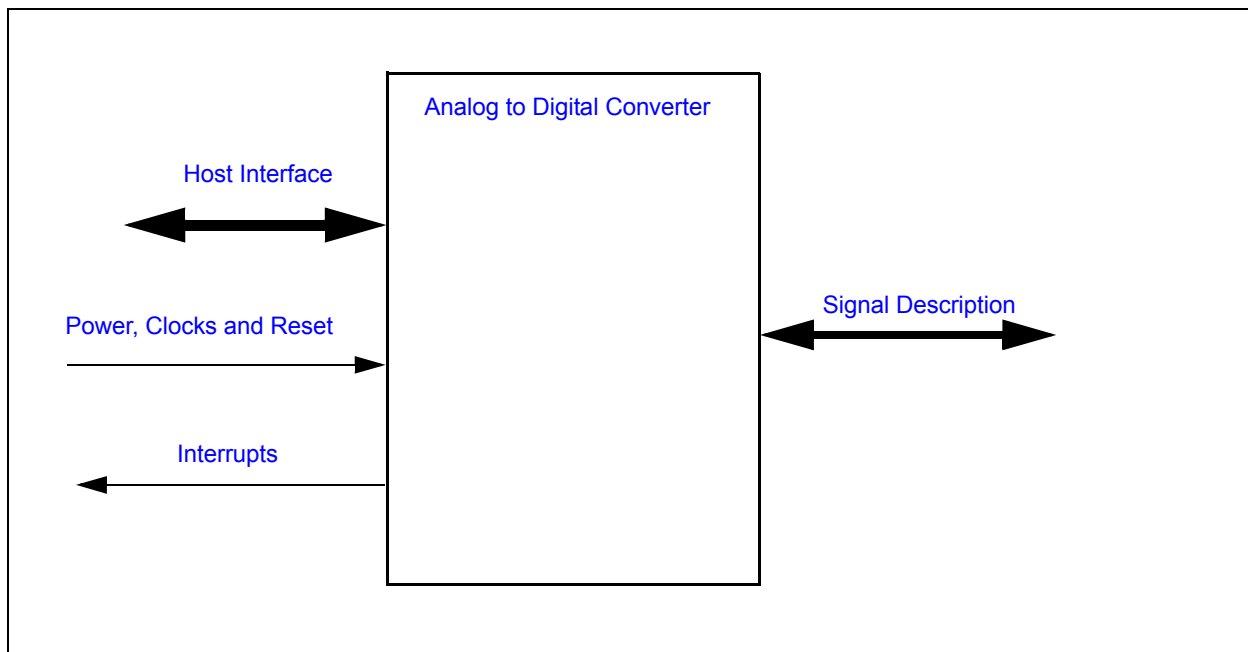 Analog to Digital Converter
Host Interface
Signal Description
Power, Clocks and Reset
Interrupts